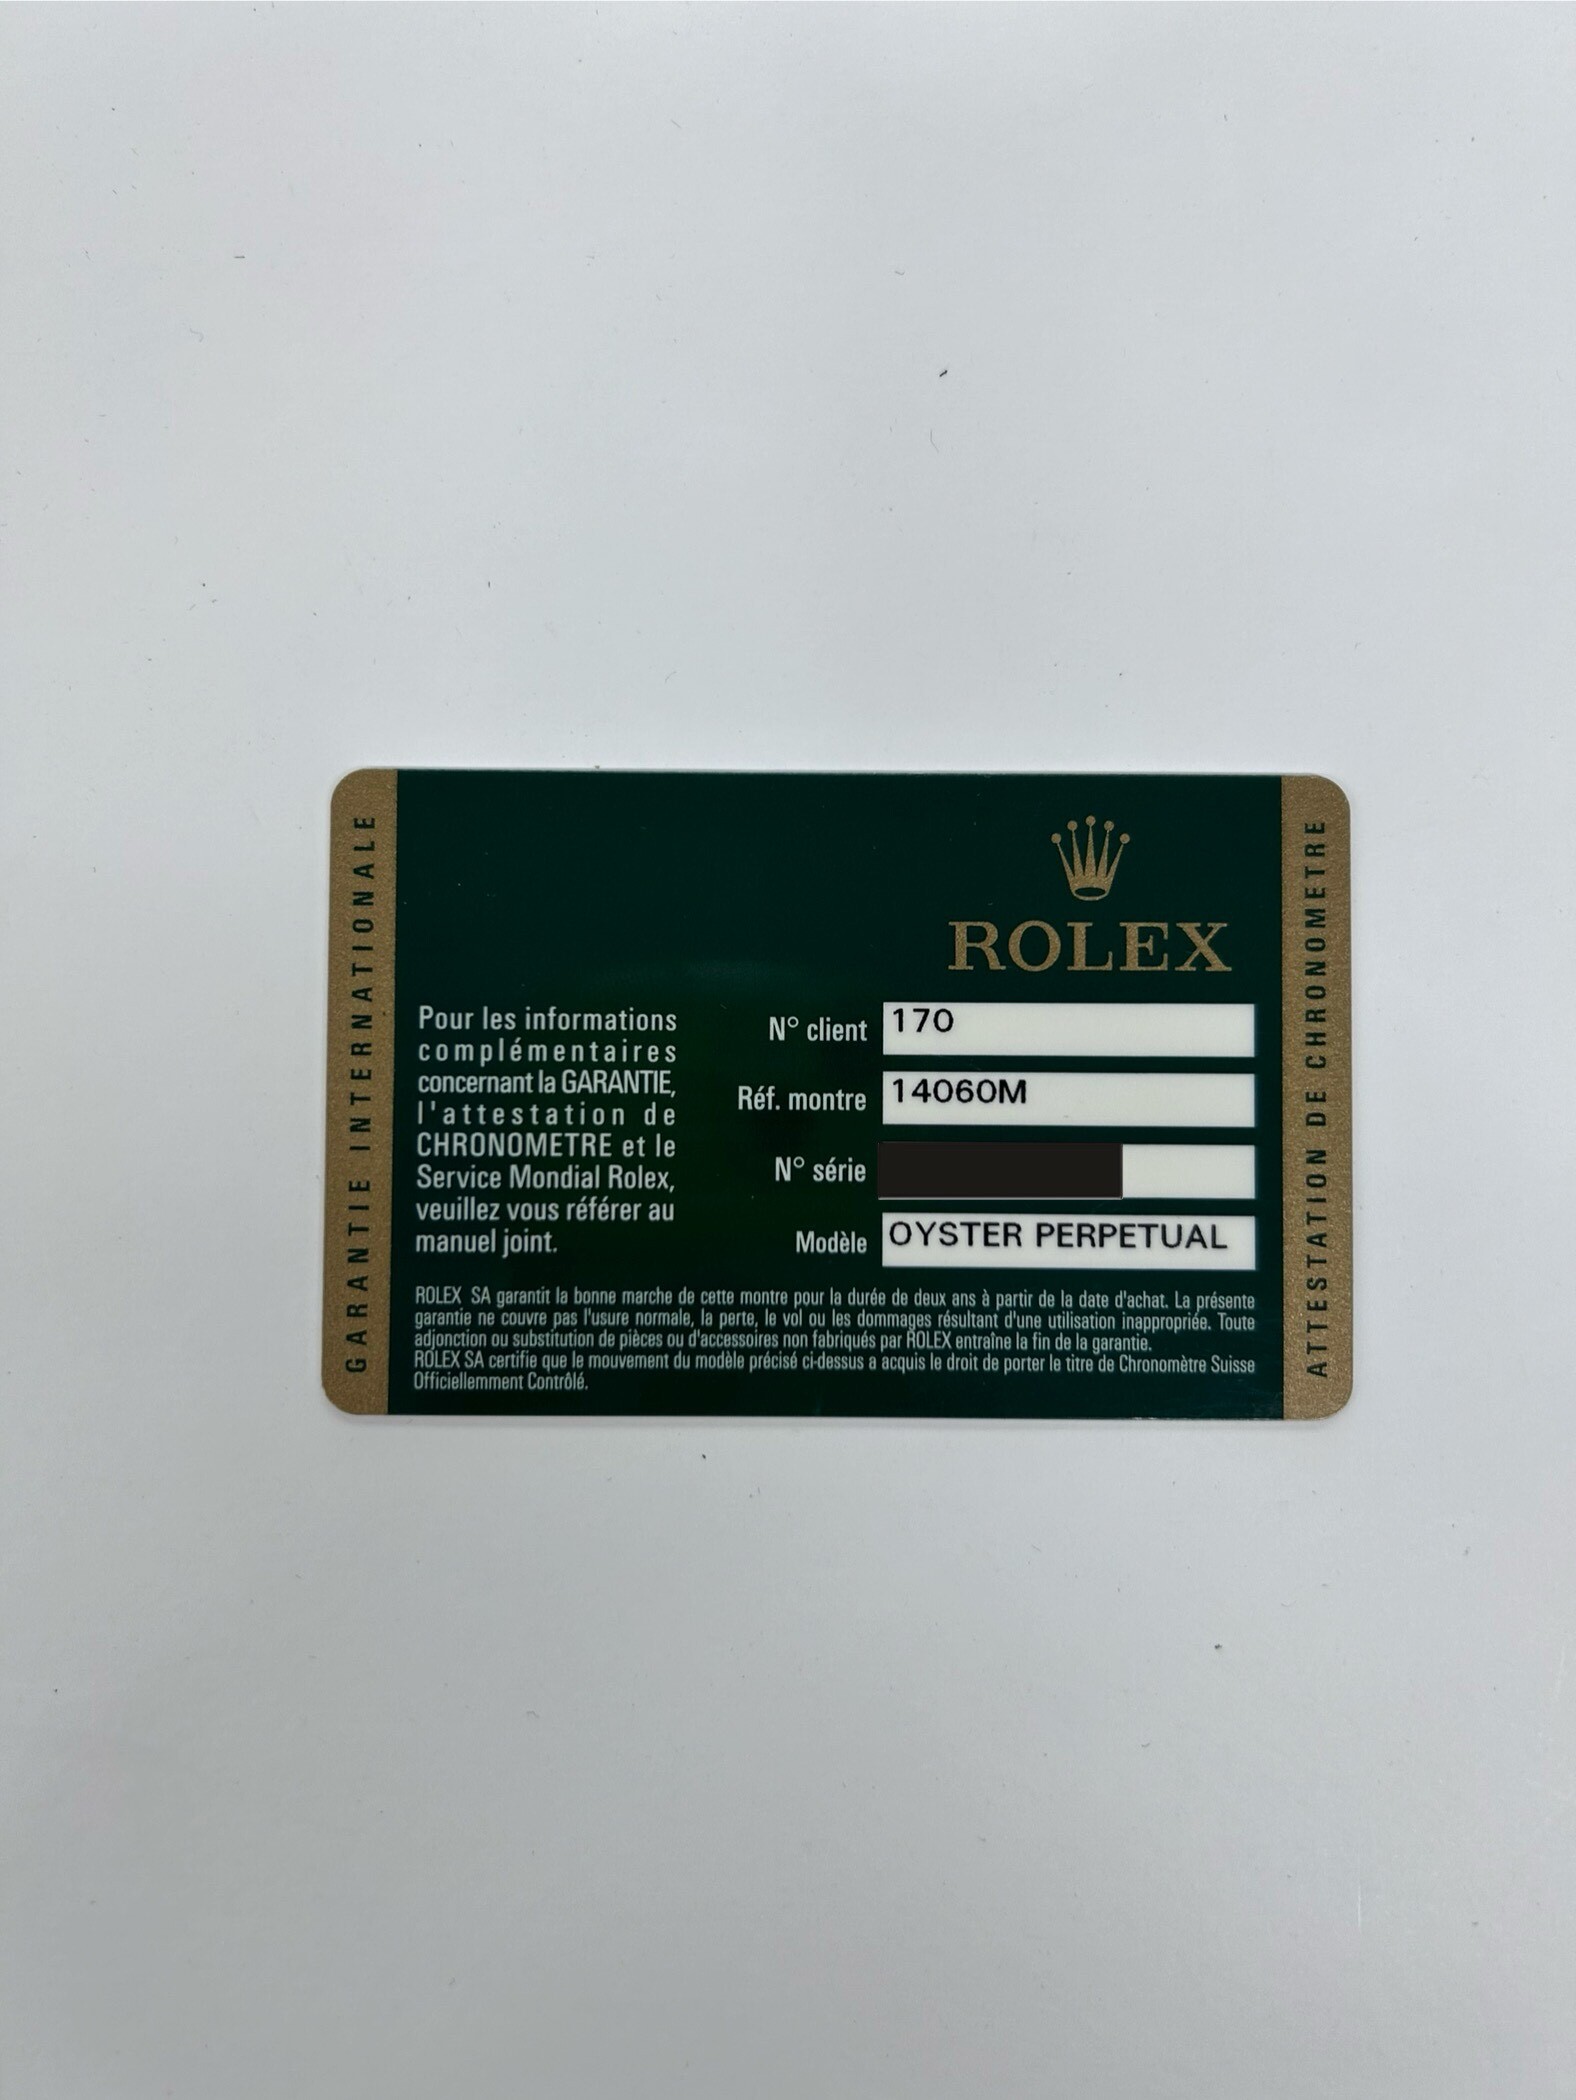 GARANTIE INTERNATIONALE
ROLEX
Pour les informations
complémentaires
concernant la GARANTIE,
l'attestation de
CHRONOMETRE et le
Service Mondial Rolex,
veuillez vous référer au
manuel joint.
N° client 170
Réf. montre 14060M
N° série
Modèle OYSTER PERPETUAL
ROLEX SA garantit la bonne marche de cette montre pour la durée de deux ans à partir de la date d'achat. La présente
garantie ne couvre pas l'usure normale, la perte, le vol ou les dommages résultant d'une utilisation inappropriée. Toute
adjonction ou substitution de pièces ou d'accessoires non fabriqués par ROLEX entraîne la fin de la garantie.
ROLEX SA certifie que le mouvement du modèle précisé ci-dessus a acquis le droit de porter le titre de Chronomètre Suisse
Officiellemment Contrôlé.
ATTESTATION DE CHRONOMETRE